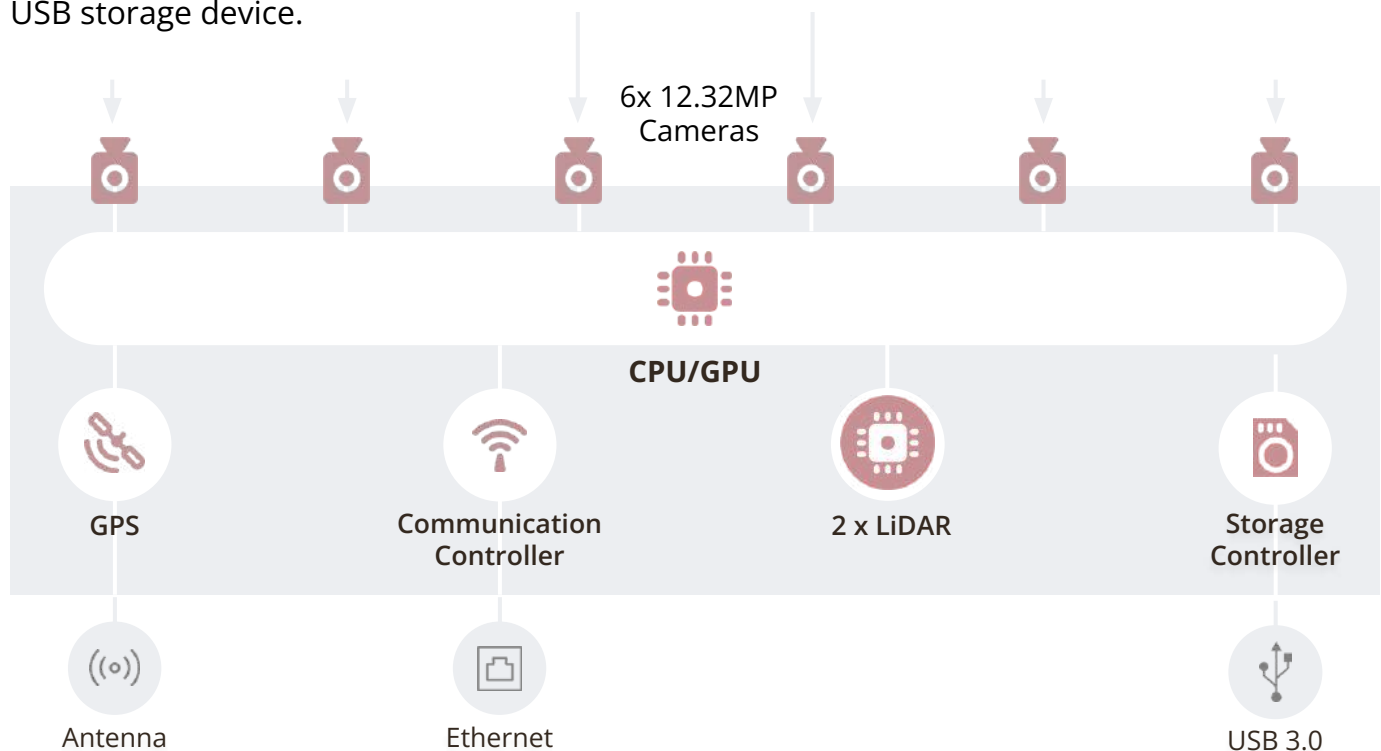 USB storage device.
6x 12.32MP
Cameras
CPU/GPU
GPS
Communication
Controller
2 x LiDAR
Storage
Controller
Antenna
Ethernet
USB 3.0